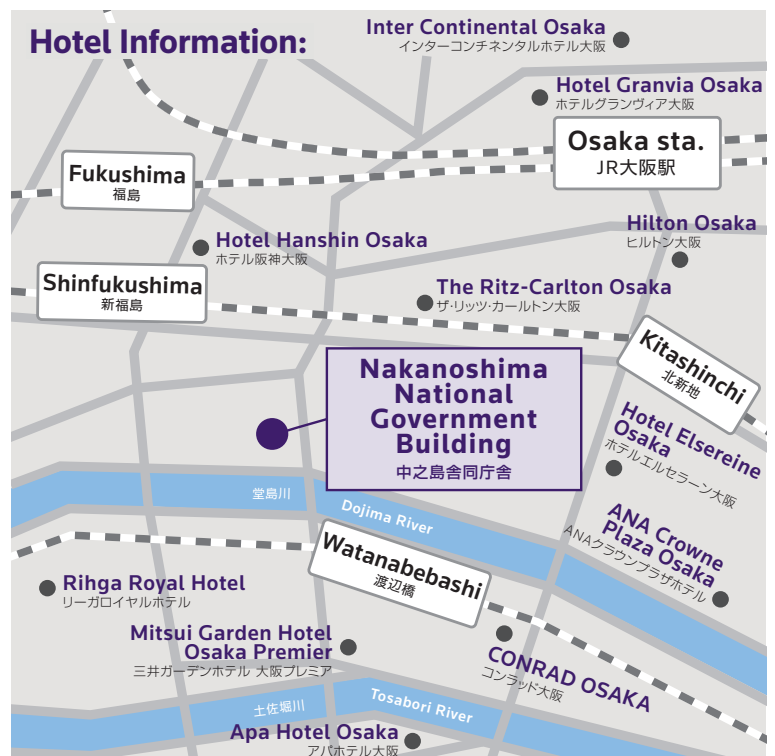 Hotel Information:
Inter Continental Osaka
インターコンチネンタルホテル大阪
Hotel Granvia Osaka
ホテルグランヴィア大阪
Osaka sta.
JR大阪駅
Fukushima
福島
Hotel Hanshin Osaka
ホテル阪神大阪
Hilton Osaka
ヒルトン大阪
Shinfukushima
新福島
The Ritz-Carlton Osaka
ザ・リッツ・カールトン大阪
Kitashinchi
北新地
Nakanoshima
National
Government
Building
中之島舎同庁舎
Hotel Elsereine
Osaka
ホテルエルセラーン大阪
堂島川
Dojima River
ANA Crowne
Plaza Osaka
ANAクラウンプラザホテル
Watanabebashi
渡辺橋
Rihga Royal Hotel
リーガロイヤルホテル
Mitsui Garden Hotel
Osaka Premier
三井ガーデンホテル 大阪プレミア
CONRAD OSAKA
コンラッド大阪
土佐堀川
Tosabori River
Apa Hotel Osaka
アパホテル大阪